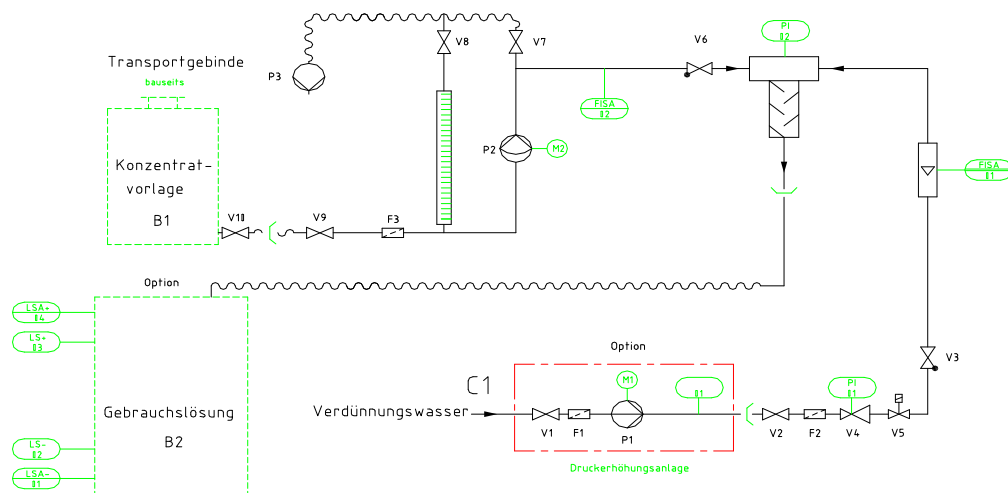 PI
02
V6
V8
V7
Transportgebinde
bauseits
P3
FISA
02
P2
M2
Konzentrat-
vorlage
B1
FISA
01
V10
V9
F3
Option
LSA+
04
LS+
03
Option
V3
C1
M1
01
PI
01
Gebrauchslösung
B2
Verdünnungswasser
V1
F1
P1
V2
F2
V4
V5
LS-
02
LSA-
01
Druckerhöhungsanlage